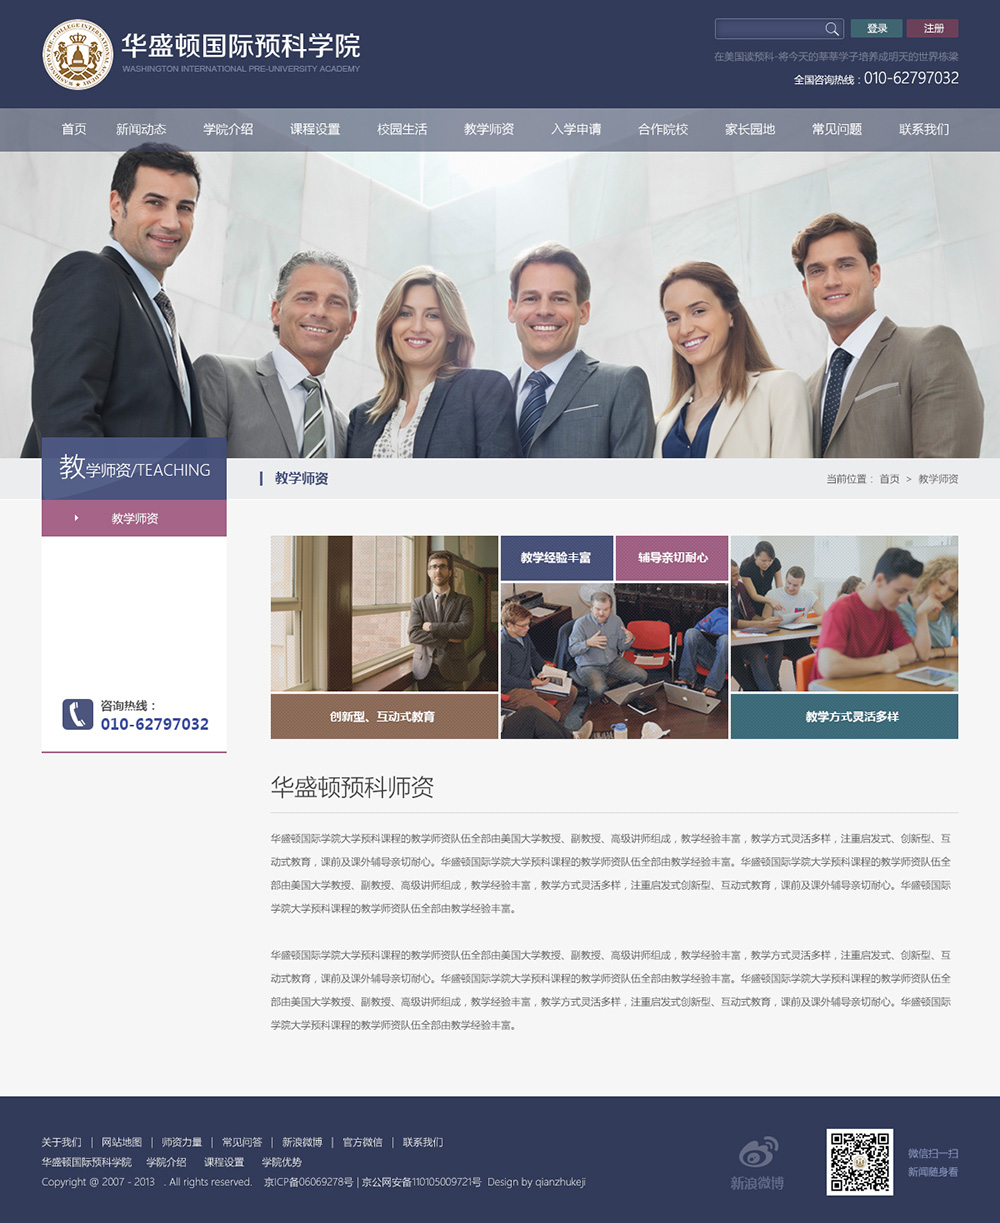 华盛顿国际预科学院
WASHINGTON INTERNATIONAL PRE-UNIVERSITY ACADEMY
登录
注册
在美国读预科-将今天的莘莘学子培养成明天的世界栋梁
全国咨询热线：010-62797032
首页 新闻动态 学院介绍 课程设置 校园生活 教学师资 入学申请 合作院校 家长园地 常见问题 联系我们
教学师资/TEACHING
教学师资
当前位置： 首页 > 教学师资
教学师资
教学经验丰富
辅导亲切耐心
创新型、互动式教育
教学方式灵活多样
咨询热线：
010-62797032
华盛顿预科师资
华盛顿国际学院大学预科课程的教学师资队伍全部由美国大学教授、副教授、高级讲师组成，教学经验丰富，教学方式灵活多样，注重启发式、创新型、互
动式教育，课前及课外辅导亲切耐心。华盛顿国际学院大学预科课程的教学师资队伍全部由教学经验丰富。华盛顿国际学院大学预科课程的教学师资队伍全
部由美国大学教授、副教授、高级讲师组成，教学经验丰富，教学方式灵活多样，注重启发式创新型、互动式教育，课前及课外辅导亲切耐心。华盛顿国际
学院大学预科课程的教学师资队伍全部由教学经验丰富。
华盛顿国际学院大学预科课程的教学师资队伍全部由美国大学教授、副教授、高级讲师组成，教学经验丰富，教学方式灵活多样，注重启发式、创新型、互
动式教育，课前及课外辅导亲切耐心。华盛顿国际学院大学预科课程的教学师资队伍全部由教学经验丰富。华盛顿国际学院大学预科课程的教学师资队伍全
部由美国大学教授、副教授、高级讲师组成，教学经验丰富，教学方式灵活多样，注重启发式创新型、互动式教育，课前及课外辅导亲切耐心。华盛顿国际
学院大学预科课程的教学师资队伍全部由教学经验丰富。
关于我们 | 网站地图 | 师资力量 | 常见问答 | 新浪微博 | 官方微信 | 联系我们
华盛顿国际预科学院 学院介绍 课程设置 学院优势
Copyright @ 2007 - 2013 . All rights reserved. 京ICP备06069278号 | 京公网安备110105009721号 Design by qianzhukeji
新浪微博
微信扫一扫
新闻随身看